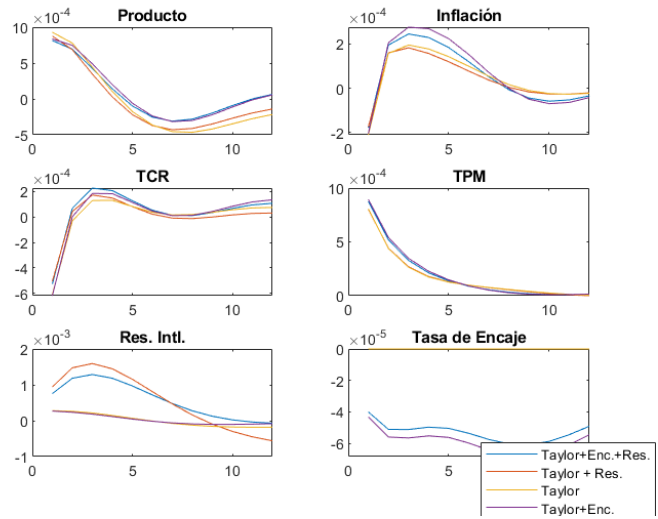 ×10⁻⁴ Producto
10
5
0
-5
0 5 10
×10⁻⁴ Inflación
2
0
-2
0 5 10
×10⁻⁴ TCR
2
0
-2
-4
-6
0 5 10
×10⁻⁴ TPM
10
5
0
0 5 10
×10⁻³ Res. Intl.
2
1
0
-1
0 5 10
×10⁻⁵ Tasa de Encaje
0
-2
-4
-6
0
Taylor+Enc.+Res.
Taylor + Res.
Taylor
Taylor+Enc.